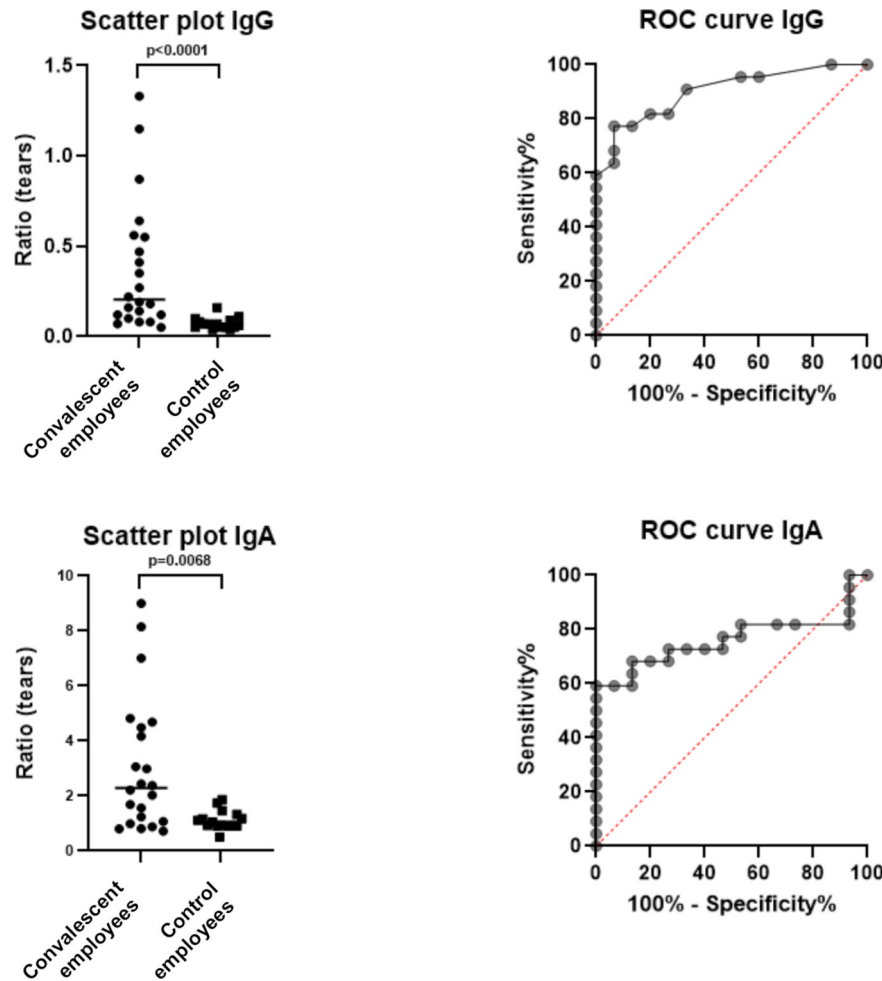 Scatter plot IgG
p<0.0001
Ratio (tears)
1.5
1.0
0.5
0.0
Convalescent
employees
Control
employees
ROC curve IgG
Sensitivity%
100
80
60
40
20
0
0 20 40 60 80 100
100% - Specificity%
Scatter plot IgA
p=0.0068
Ratio (tears)
10
8
6
4
2
0
Convalescent
employees
Control
employees
ROC curve IgA
Sensitivity%
100
80
60
40
20
0
0 20 40 60 80 100
100% - Specificity%